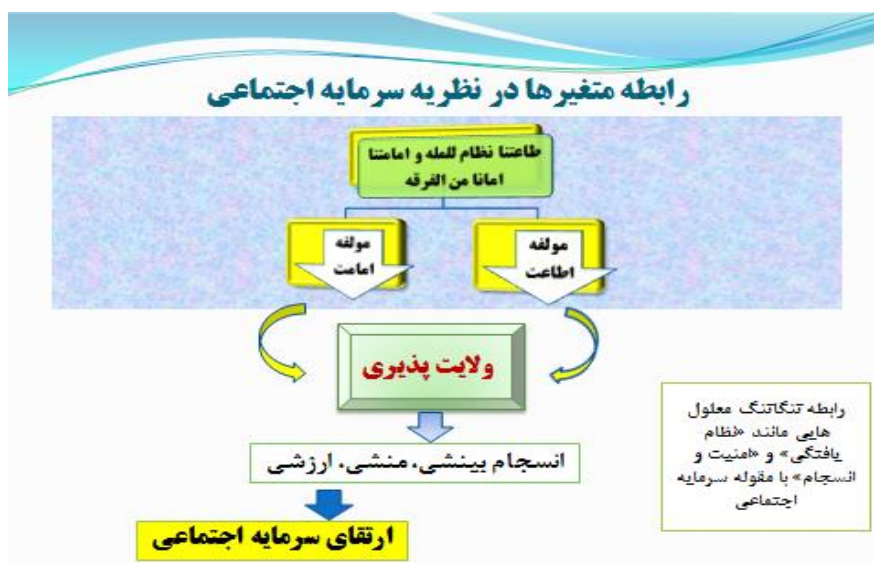 رابطه متغیرها در نظریه سرمایه اجتماعی
طاعتنا نظام للمله و امامتنا
امانا من الفرقه
مولفه
اطاعت
مولفه
امامت
ولایت پذیری
انسجام بینشی، منشی، ارزشی
ارتقای سرمایه اجتماعی
رابطه تنگاتنگ معلول
هایی مانند «نظام
یافتگی» و «امنیت و
انسجام» با مقوله سرمایه
اجتماعی